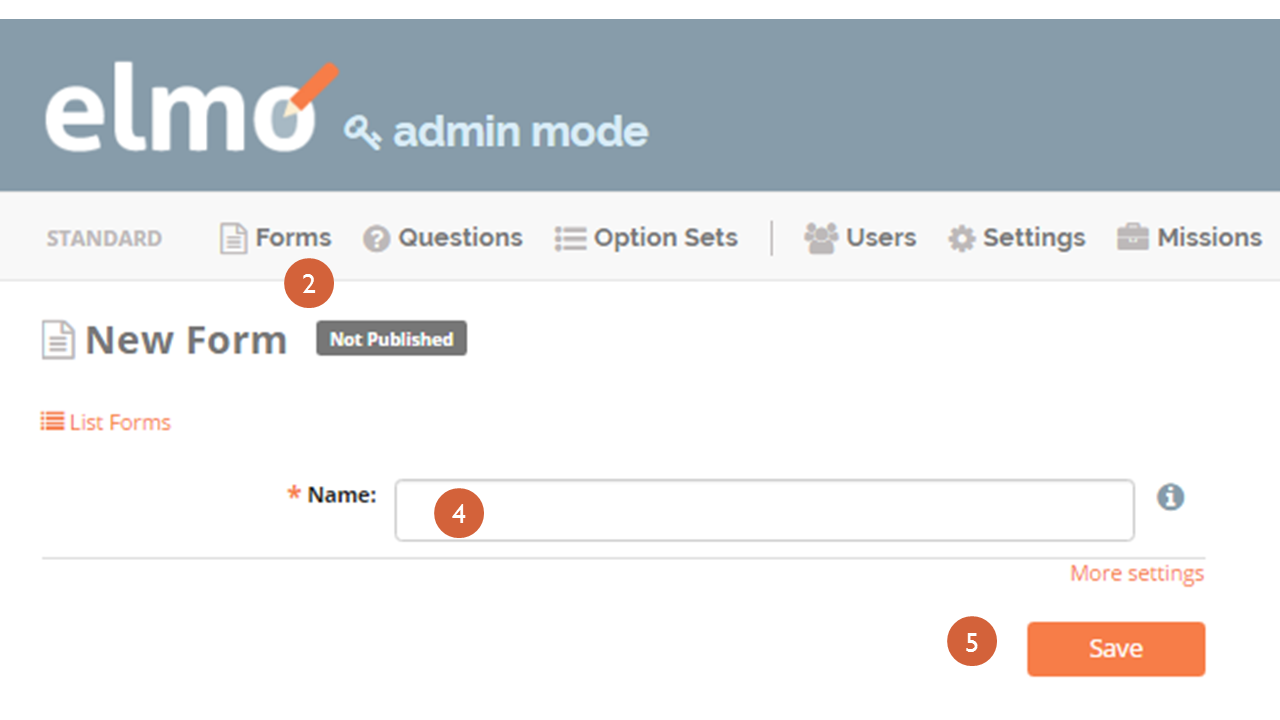 elmo admin mode
STANDARD Forms Questions Option Sets Users Settings Missions
2
New Form Not Published
List Forms
* Name:
4
More settings
5 Save